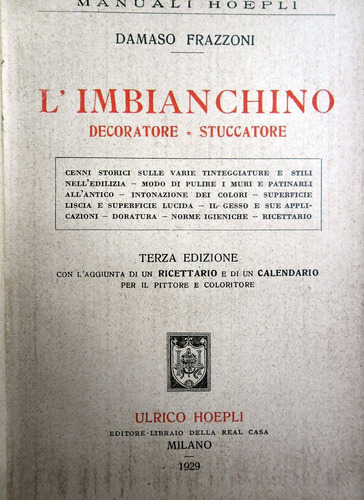 MANUALI HOEPLI
DAMASO FRAZZONI
L'IMBIANCHINO
DECORATORE - STUCCATORE
CENNI STORICI SULLE VARIE TINTEGGIATURE E STILI
NELL'EDILIZIA — MODO DI PULIRE I MURI E PATINARLI
ALL'ANTICO — INTONAZIONE DEI COLORI — SUPERFICIE
LISCIA E SUPERFICIE LUCIDA — IL GESSO E SUE APPLI-
CAZIONI — DORATURA — NORME IGIENICHE — RICETTARIO
TERZA EDIZIONE
CON L'AGGIUNTA DI UN RICETTARIO E DI UN CALENDARIO
PER IL PITTORE E COLORITORE
ULRICO HOEPLI
EDITORE-LIBRAIO DELLA REAL CASA
MILANO
1929